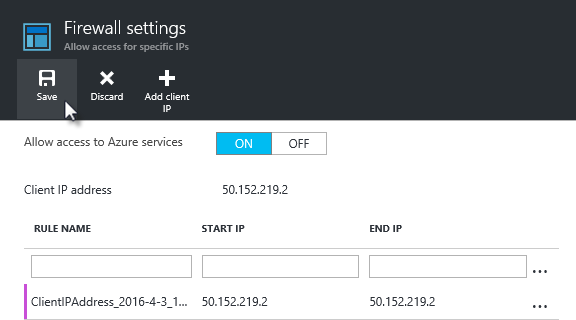 Firewall settings
Allow access for specific IPs
Save Discard Add client
IP
Allow access to Azure services ON OFF
Client IP address 50.152.219.2
RULE NAME START IP END IP
...
ClientIPAddress_2016-4-3_1... 50.152.219.2 50.152.219.2 ...